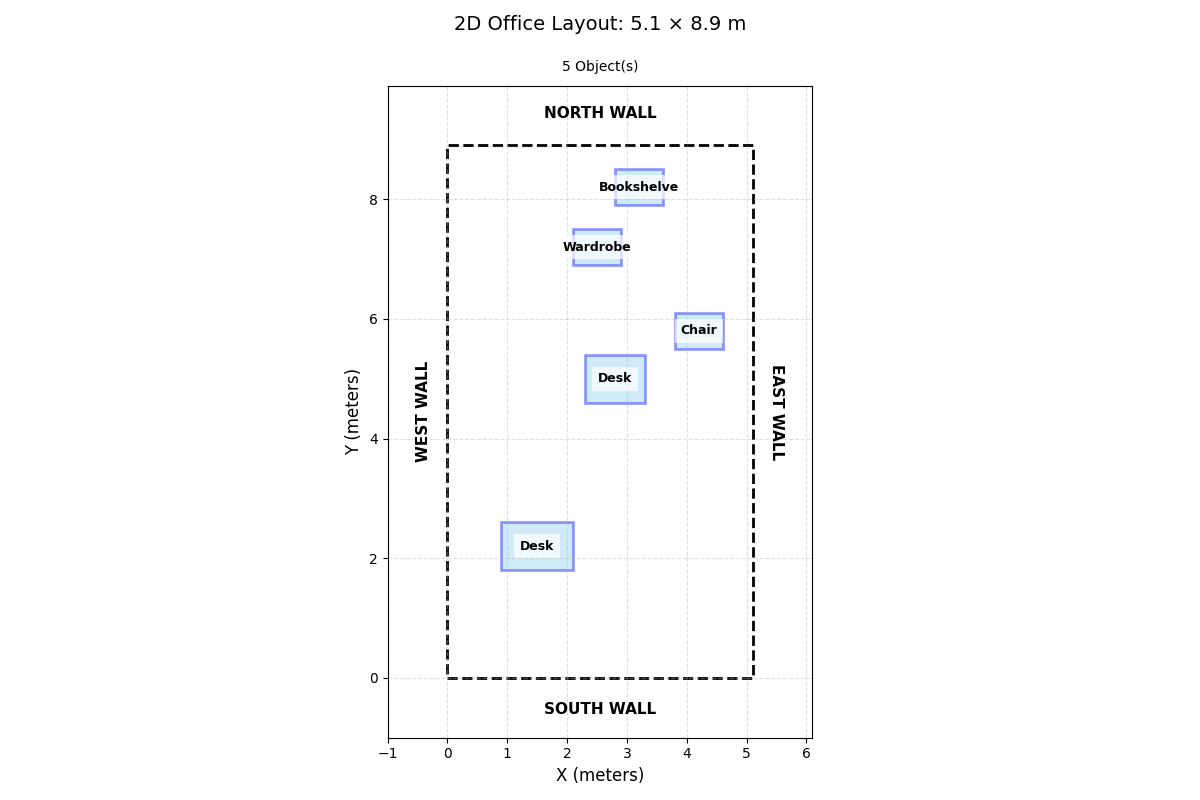 2D Office Layout: 5.1 × 8.9 m
5 Object(s)
NORTH WALL
Bookshelve
Wardrobe
Chair
Desk
Desk
WEST WALL
EAST WALL
SOUTH WALL
Y (meters)
8
6
4
2
0
−1 0 1 2 3 4 5 6
X (meters)